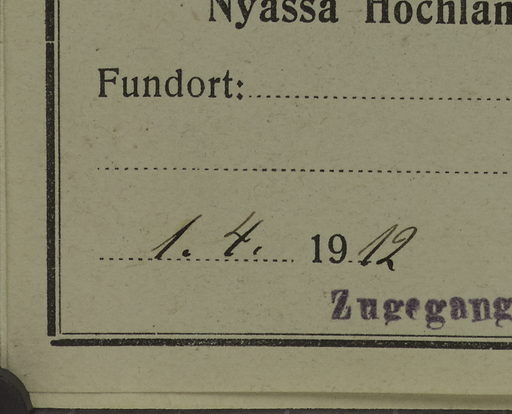 Nyassa Hochlan
Fundort:
1. 4. 1912
Zugegang